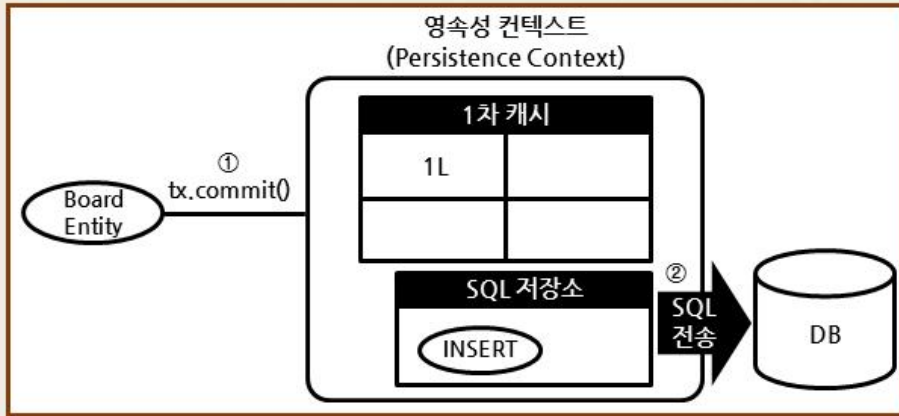 영속성 컨텍스트
(Persistence Context)
1차 캐시
1L
①
tx.commit()
Board
Entity
SQL 저장소
INSERT
②
SQL
전송
DB